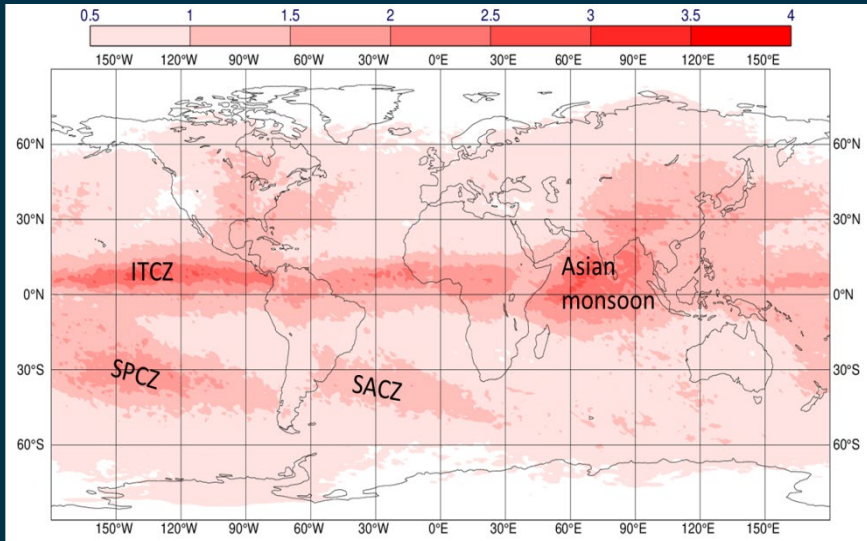 0.5 1 1.5 2 2.5 3 3.5 4
150°W 120°W 90°W 60°W 30°W 0°E 30°E 60°E 90°E 120°E 150°E
60°N 60°N
30°N 30°N
ITCZ Asian
0°N monsoon 0°N
30°S SPCZ SACZ 30°S
60°S 60°S
150°W 120°W 90°W 60°W 30°W 0°E 30°E 60°E 90°E 120°E 150°E